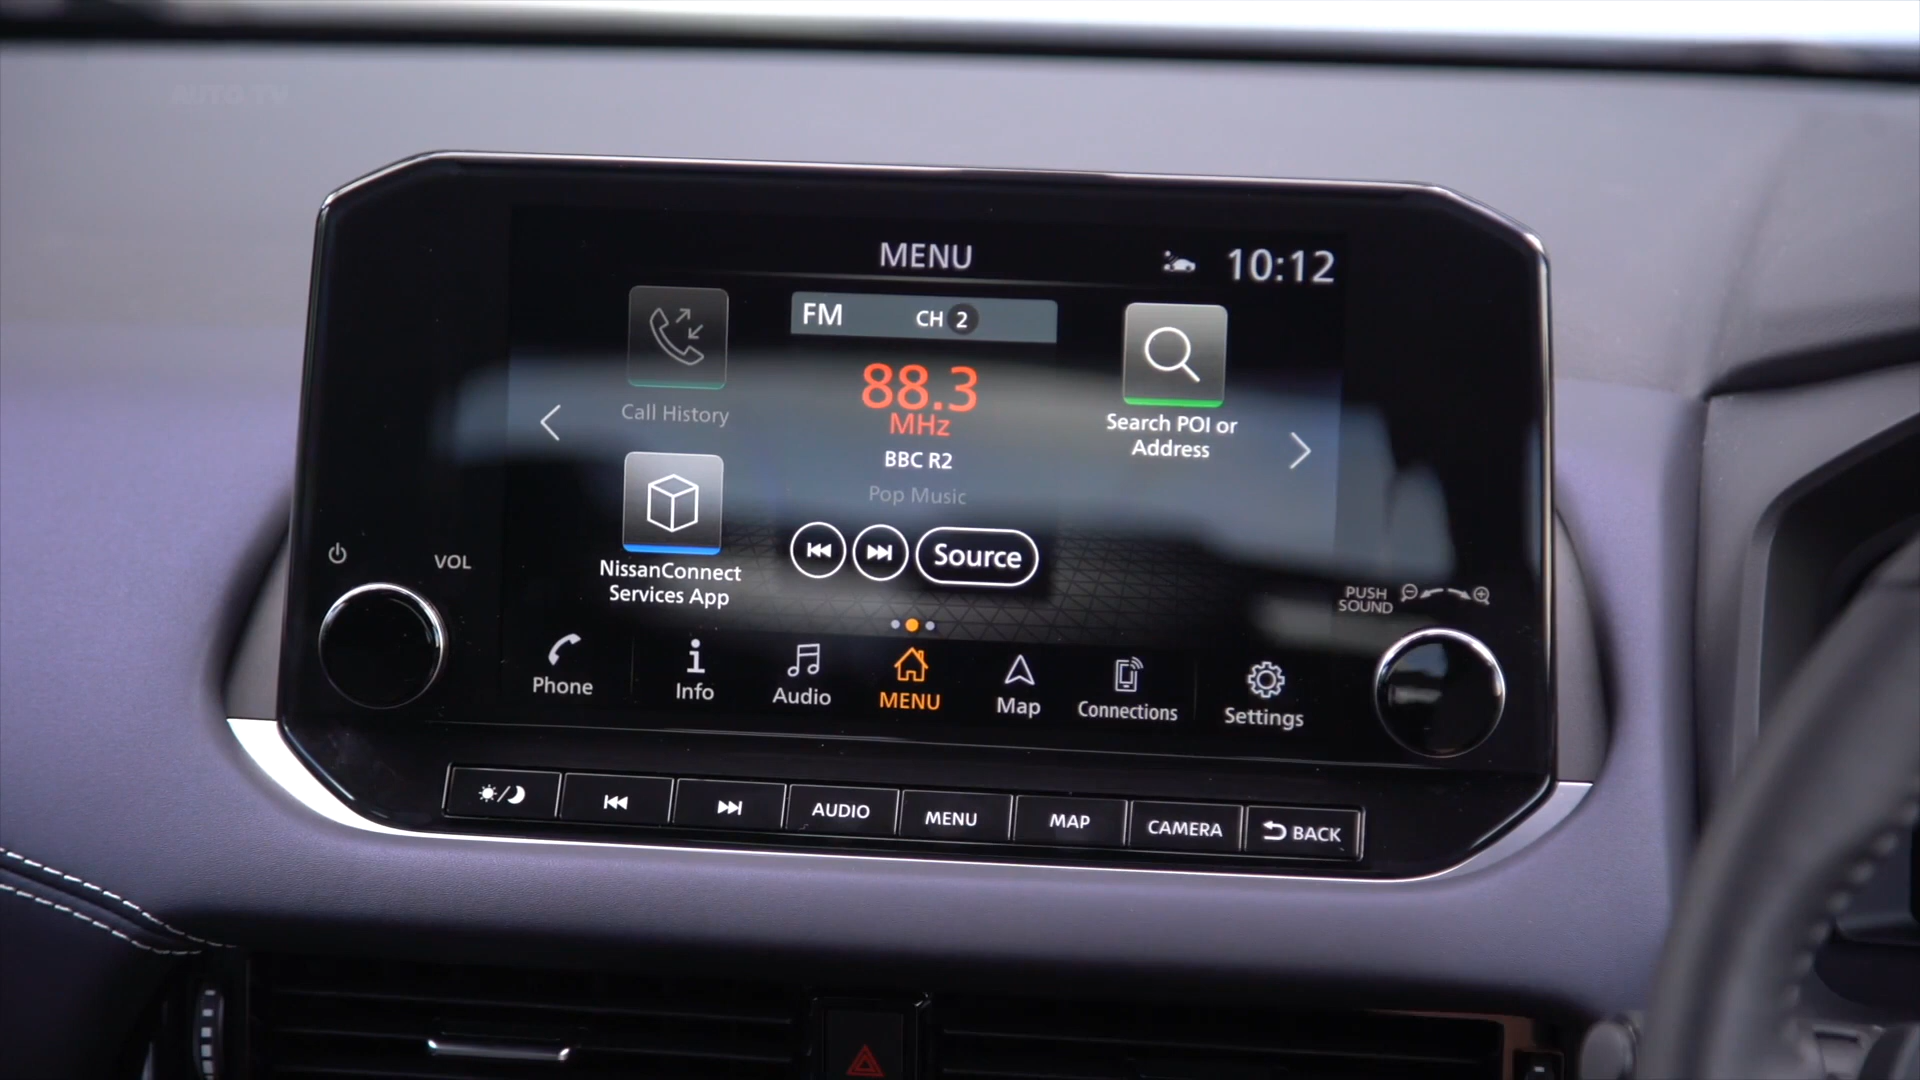 AUTO TV
MENU
10:12
FM
CH 2
88.3
MHz
BBC R2
Pop Music
Source
Call History
NissanConnect
Services App
Search POI or
Address
VOL
PUSH
SOUND
Phone
Info
Audio
MENU
Map
Connections
Settings
AUDIO
MENU
MAP
CAMERA
BACK